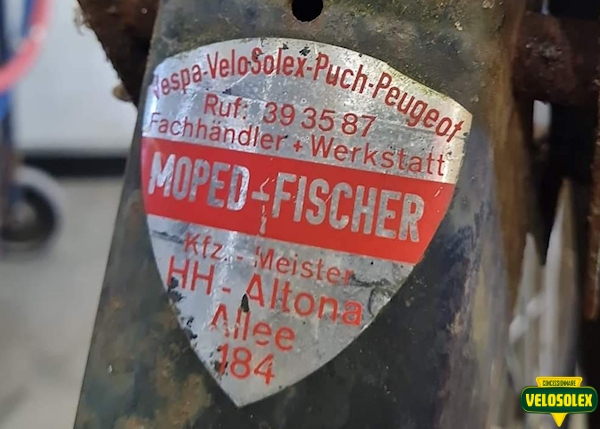 Vespa-VeloSolex-Puch-Peugeot
Ruf: 39 35 87
Fachhändler + Werkstatt
MOPED-FISCHER
Kfz.-Meister
HH-Altona
Allee
184
CONCESSIONNAIRE
VELOSOLEX